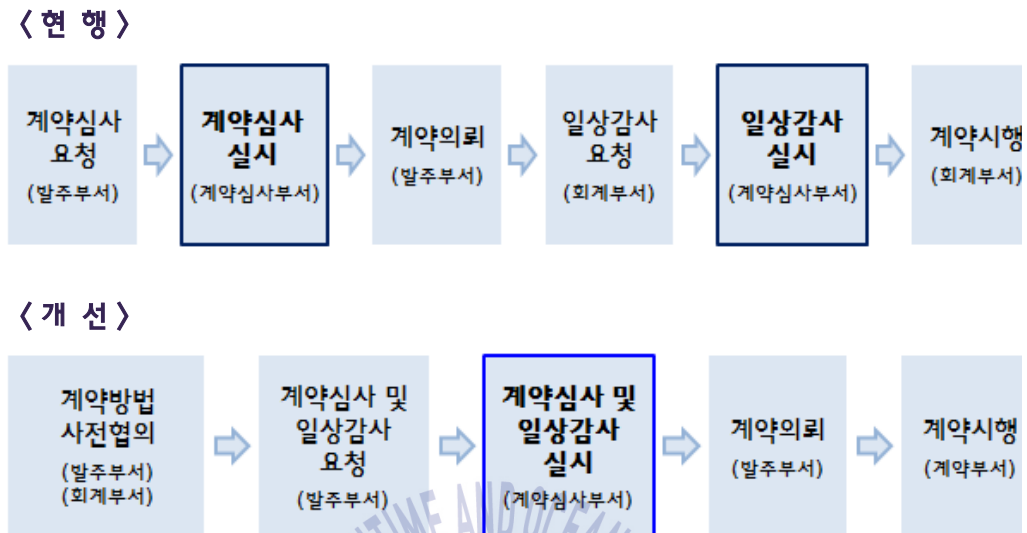 〈 현 행 〉
계약심사
요청
(발주부서)
계약심사
실시
(계약심사부서)
계약의뢰
(발주부서)
일상감사
요청
(회계부서)
일상감사
실시
(계약심사부서)
계약시행
(회계부서)
〈 개 선 〉
계약방법
사전협의
(발주부서)
(회계부서)
계약심사 및
일상감사
요청
(발주부서)
계약심사 및
일상감사
실시
(계약심사부서)
계약의뢰
(발주부서)
계약시행
(계약부서)
TIME AND OCEAN